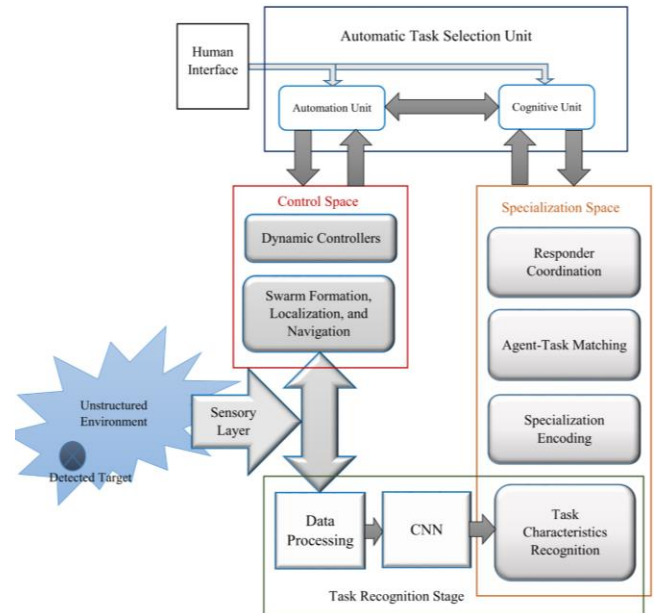 Automatic Task Selection Unit
Human
Interface
Automation Unit
Cognitive Unit
Control Space
Dynamic Controllers
Swarm Formation,
Localization, and
Navigation
Specialization Space
Responder
Coordination
Agent-Task Matching
Specialization
Encoding
Unstructured
Environment
Detected Target
Sensory
Layer
Data
Processing
CNN
Task
Characteristics
Recognition
Task Recognition Stage